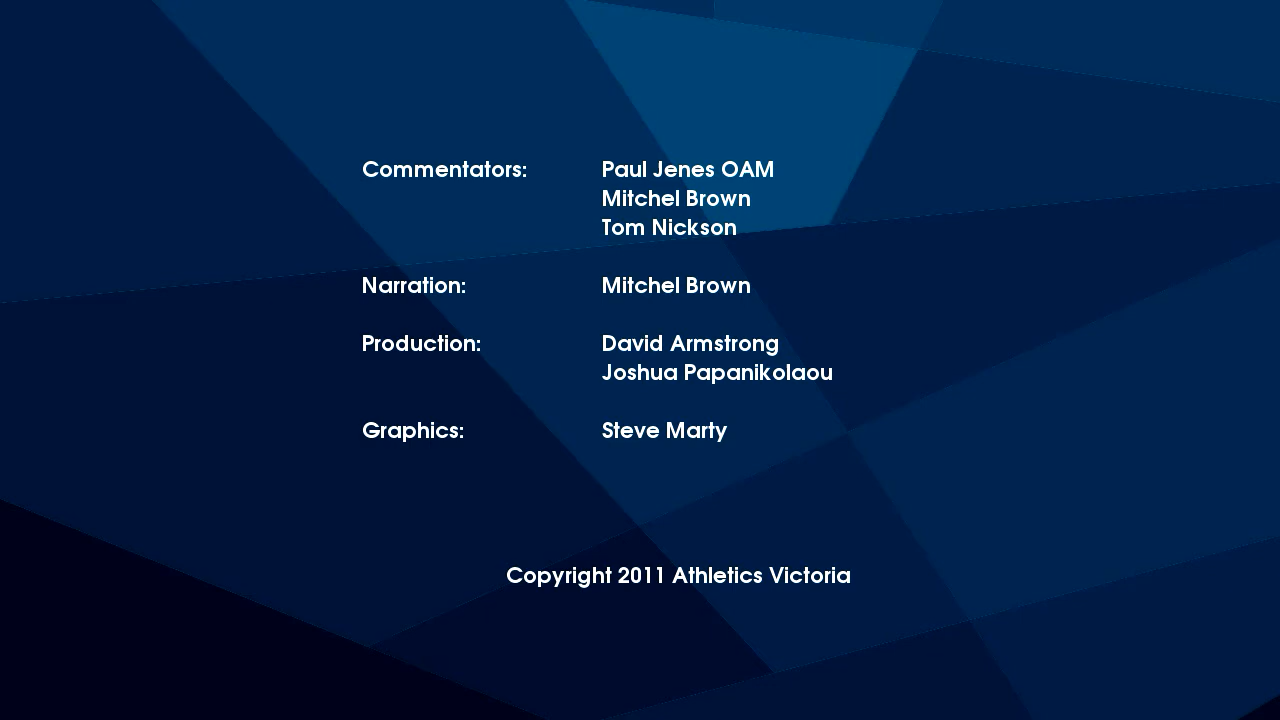 Commentators: Paul Jenes OAM
Mitchel Brown
Tom Nickson
Narration: Mitchel Brown
Production: David Armstrong
Joshua Papanikolaou
Graphics: Steve Marty
Copyright 2011 Athletics Victoria